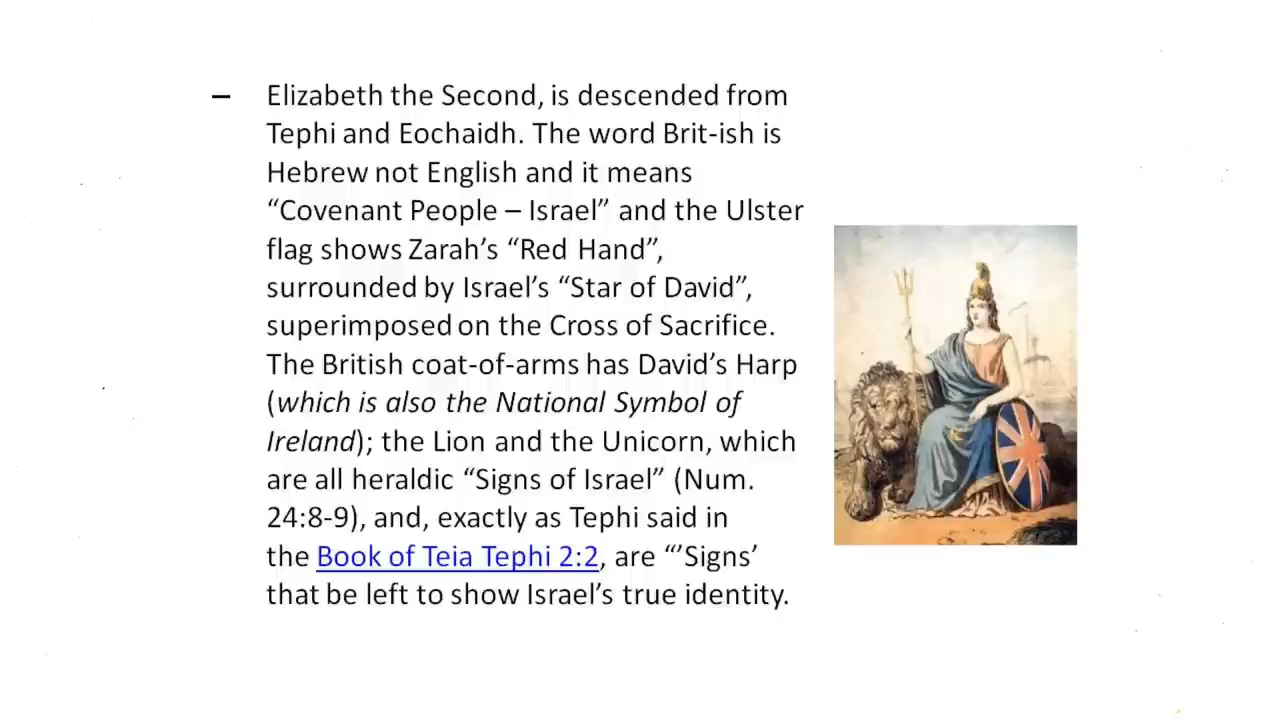 – Elizabeth the Second, is descended from
Tephi and Eochaidh. The word Brit-ish is
Hebrew not English and it means
“Covenant People – Israel” and the Ulster
flag shows Zarah’s “Red Hand”,
surrounded by Israel’s “Star of David”,
superimposed on the Cross of Sacrifice.
The British coat-of-arms has David’s Harp
(which is also the National Symbol of
Ireland); the Lion and the Unicorn, which
are all heraldic “Signs of Israel” (Num.
24:8-9), and, exactly as Tephi said in
the Book of Teia Tephi 2:2, are “’Signs’
that be left to show Israel’s true identity.